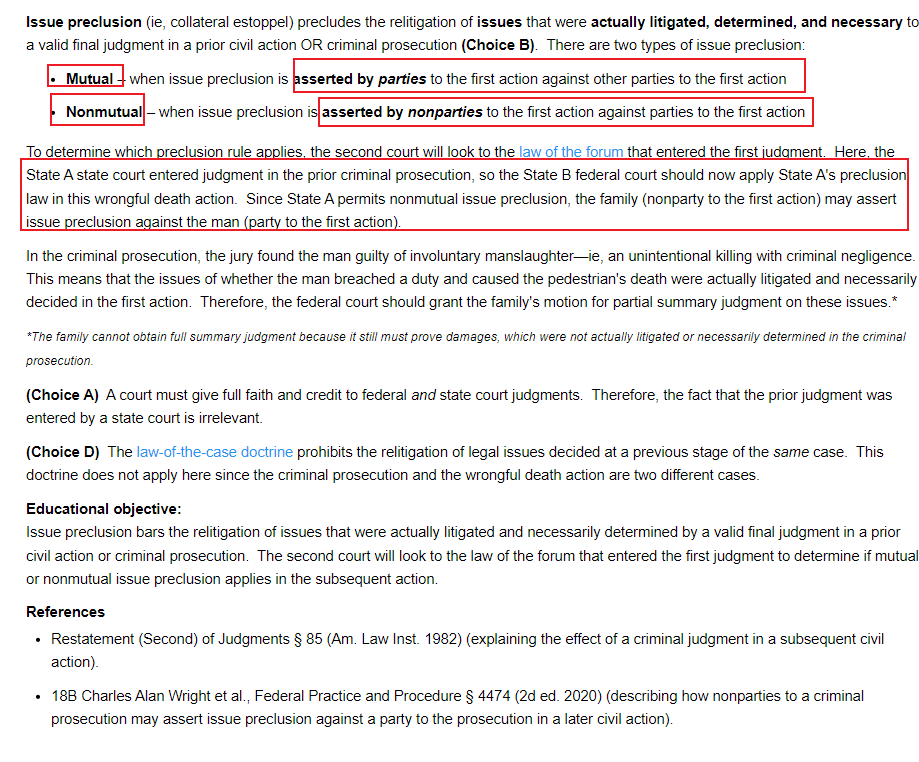 Issue preclusion (ie, collateral estoppel) precludes the relitigation of issues that were actually litigated, determined, and necessary to
a valid final judgment in a prior civil action OR criminal prosecution (Choice B).  There are two types of issue preclusion:
• Mutual – when issue preclusion is asserted by parties to the first action against other parties to the first action
• Nonmutual – when issue preclusion is asserted by nonparties to the first action against parties to the first action
To determine which preclusion rule applies, the second court will look to the law of the forum that entered the first judgment.  Here, the
State A state court entered judgment in the prior criminal prosecution, so the State B federal court should now apply State A's preclusion
law in this wrongful death action.  Since State A permits nonmutual issue preclusion, the family (nonparty to the first action) may assert
issue preclusion against the man (party to the first action).
In the criminal prosecution, the jury found the man guilty of involuntary manslaughter—ie, an unintentional killing with criminal negligence.
This means that the issues of whether the man breached a duty and caused the pedestrian's death were actually litigated and necessarily
decided in the first action.  Therefore, the federal court should grant the family's motion for partial summary judgment on these issues.*
*The family cannot obtain full summary judgment because it still must prove damages, which were not actually litigated or necessarily determined in the criminal
prosecution.
(Choice A)  A court must give full faith and credit to federal and state court judgments.  Therefore, the fact that the prior judgment was
entered by a state court is irrelevant.
(Choice D)  The law-of-the-case doctrine prohibits the relitigation of legal issues decided at a previous stage of the same case.  This
doctrine does not apply here since the criminal prosecution and the wrongful death action are two different cases.
Educational objective:
Issue preclusion bars the relitigation of issues that were actually litigated and necessarily determined by a valid final judgment in a prior
civil action or criminal prosecution.  The second court will look to the law of the forum that entered the first judgment to determine if mutual
or nonmutual issue preclusion applies in the subsequent action.
References
• Restatement (Second) of Judgments § 85 (Am. Law Inst. 1982) (explaining the effect of a criminal judgment in a subsequent civil
action).
• 18B Charles Alan Wright et al., Federal Practice and Procedure § 4474 (2d ed. 2020) (describing how nonparties to a criminal
prosecution may assert issue preclusion against a party to the prosecution in a later civil action).